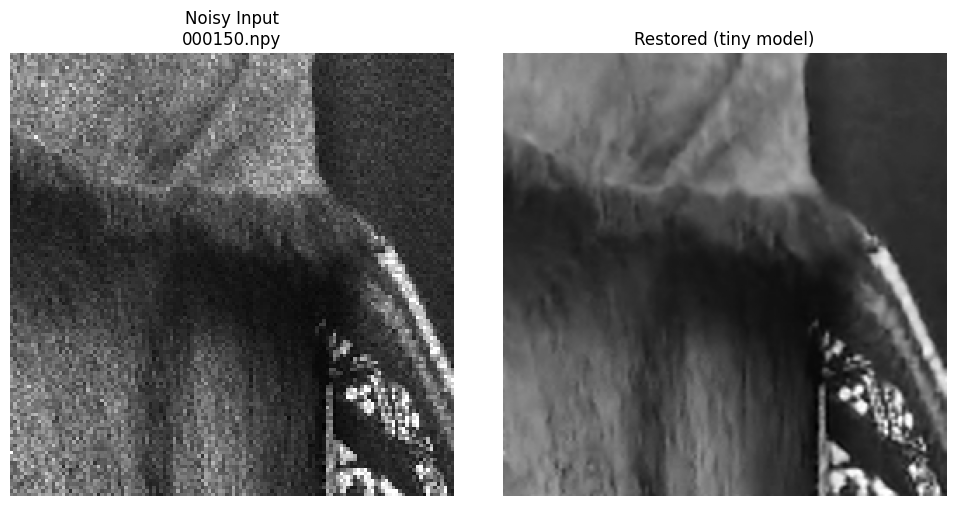 Noisy Input
000150.npy
Restored (tiny model)